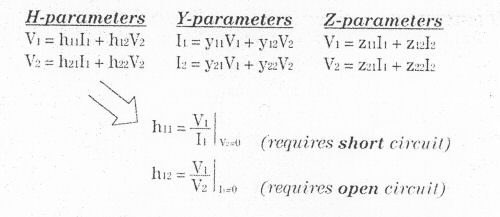 H-parameters Y-parameters Z-parameters
V1 = h11I1 + h12V2 I1 = y11V1 + y12V2 V1 = z11I1 + z12I2
V2 = h21I1 + h22V2 I2 = y21V1 + y22V2 V2 = z21I1 + z22I2
h11 = V1/I1 |V2=0 (requires short circuit)
h12 = V1/V2 |I1=0 (requires open circuit)